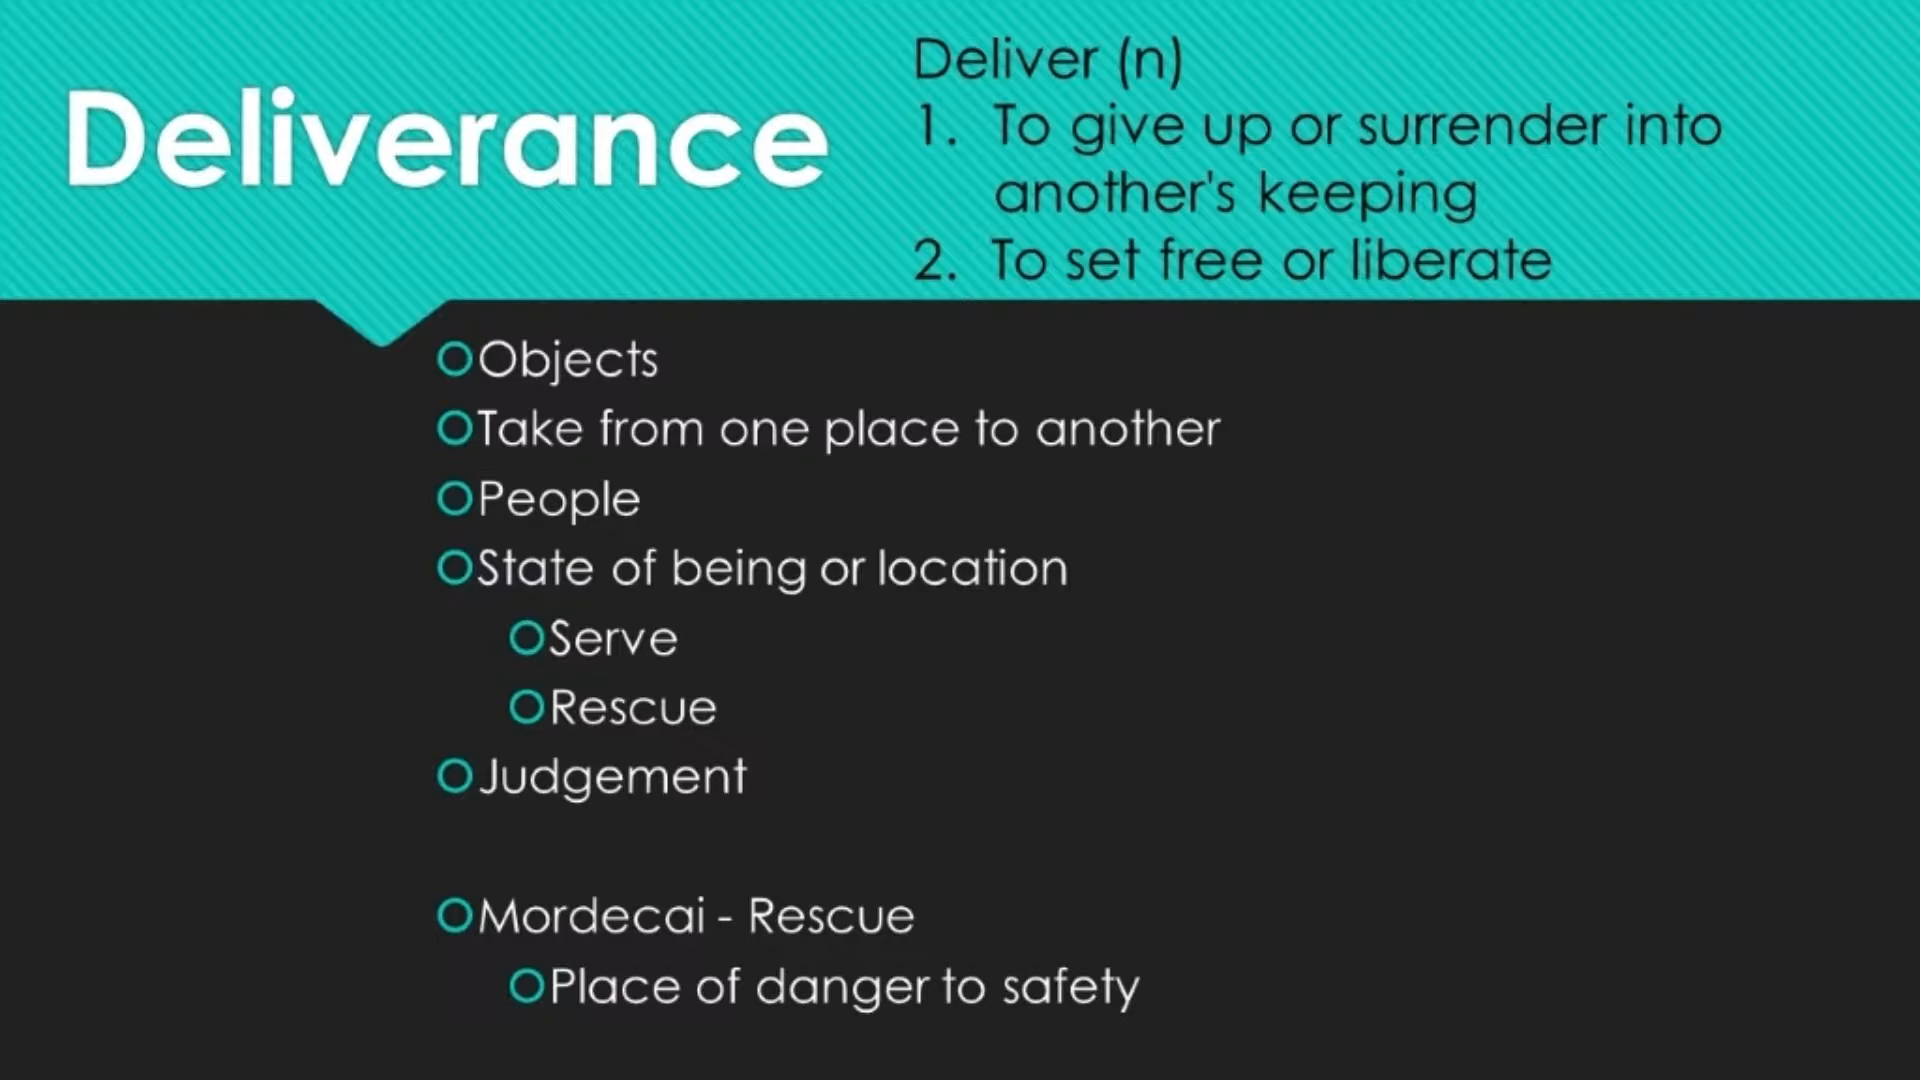 Deliverance
Deliver (n)
1. To give up or surrender into
another's keeping
2. To set free or liberate
Objects
Take from one place to another
People
State of being or location
Serve
Rescue
Judgement
Mordecai - Rescue
Place of danger to safety